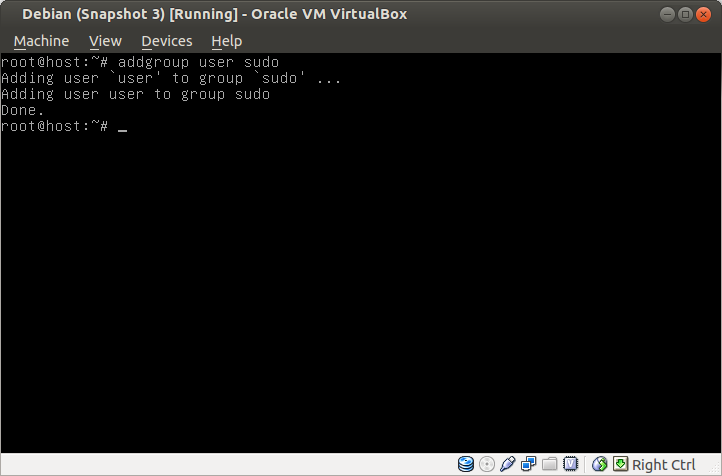 Debian (Snapshot 3) [Running] - Oracle VM VirtualBox
Machine View Devices Help
root@host:~# addgroup user sudo
Adding user `user' to group `sudo' ...
Adding user user to group sudo
Done.
root@host:~# _
Right Ctrl